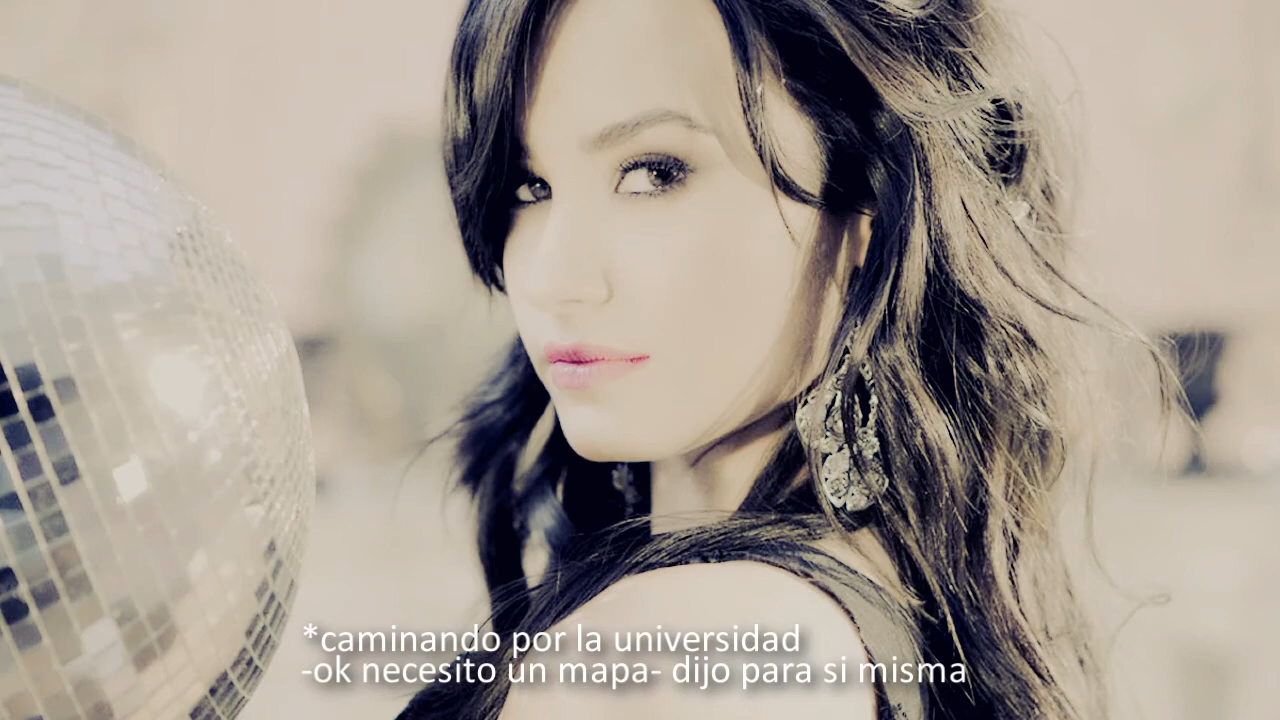 *caminando por la universidad
-ok necesito un mapa- dijo para si misma